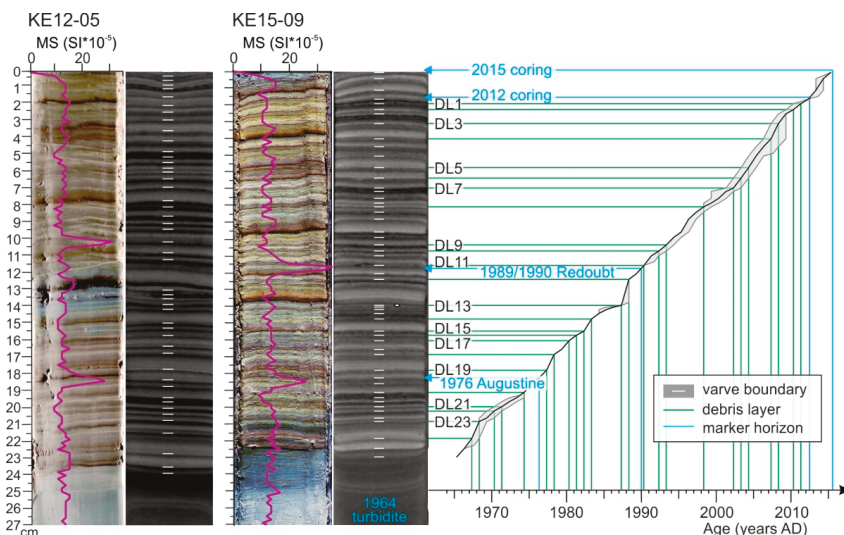 KE12-05
KE15-09
MS (SI*10-5)
MS (SI*10-5)
0 20
0 20
0
1
2
3
4
5
6
7
8
9
10
11
12
13
14
15
16
17
18
19
20
21
22
23
24
25
26
27
cm
2015 coring
2012 coring
DL1
DL3
DL5
DL7
DL9
DL11
1989/1990 Redoubt
DL13
DL15
DL17
DL19
1976 Augustine
DL21
DL23
1964
turbidite
varve boundary
debris layer
marker horizon
1970 1980 1990 2000 2010
Age (years AD)